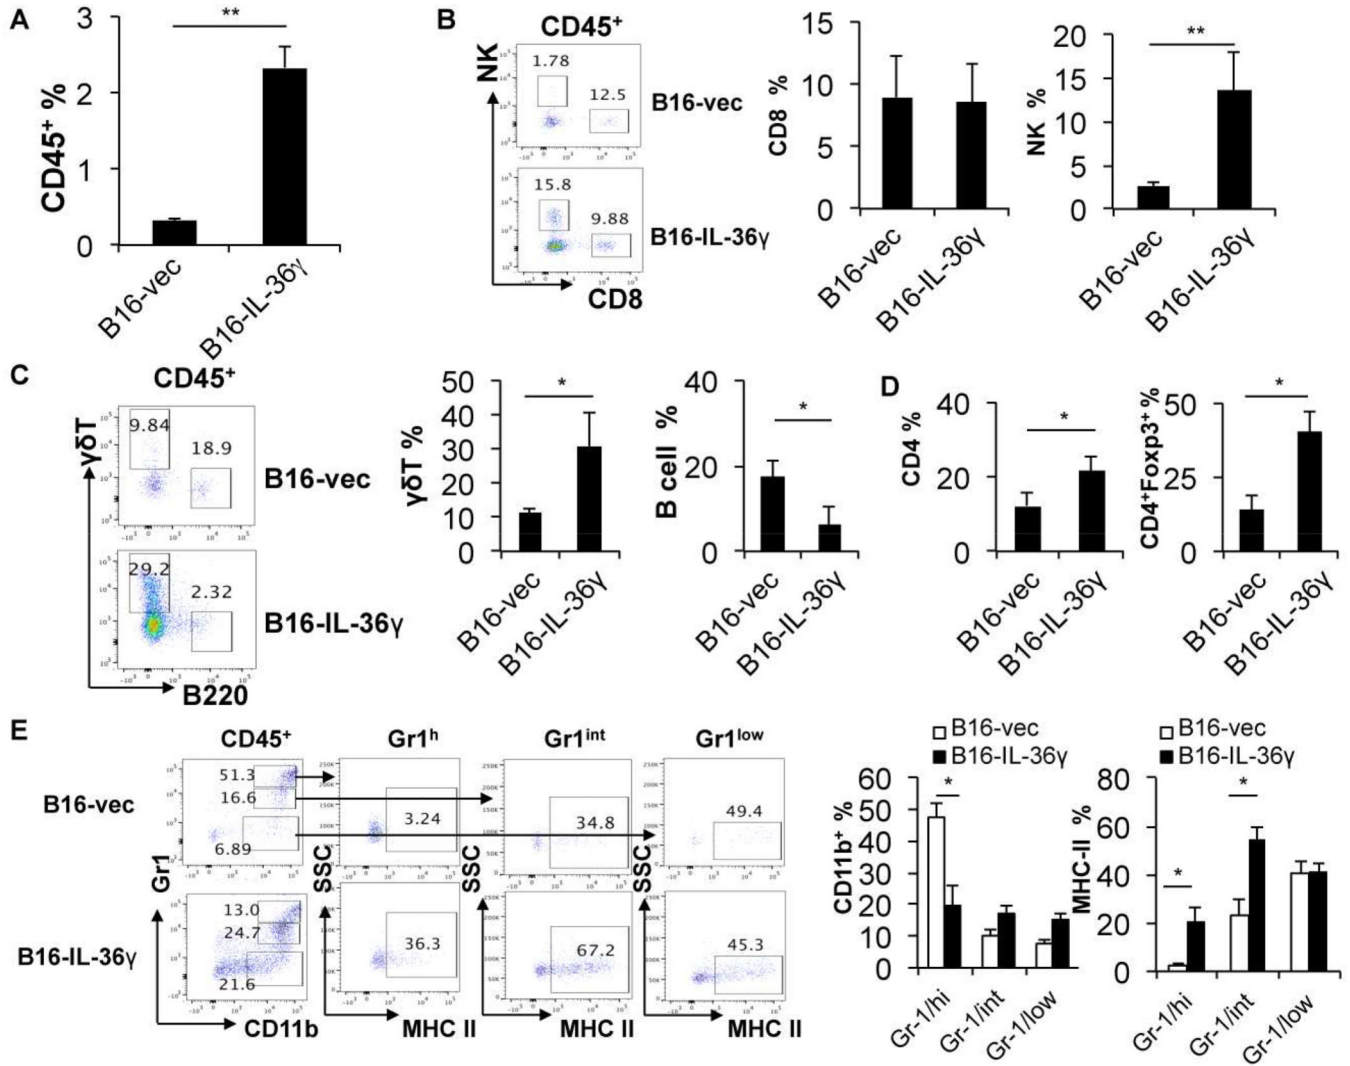 A
CD45⁺ %
3
2
1
0
**
B16-vec
B16-IL-36γ
B
CD45⁺
NK
1.78
12.5
B16-vec
15.8
9.88
B16-IL-36γ
CD8
CD8 %
15
10
5
0
B16-vec
B16-IL-36γ
NK %
20
15
10
5
0
**
B16-vec
B16-IL-36γ
C
CD45⁺
γδT
9.84
18.9
B16-vec
29.2
2.32
B16-IL-36γ
B220
γδT %
50
40
30
20
10
0
*
B16-vec
B16-IL-36γ
B cell %
40
20
0
*
B16-vec
B16-IL-36γ
D
CD4 %
40
20
0
*
B16-vec
B16-IL-36γ
CD4⁺Foxp3⁺ %
50
25
0
*
B16-vec
B16-IL-36γ
E
CD45⁺ Gr1ʰ Gr1ⁱⁿᵗ Gr1ˡᵒʷ
B16-vec
51.3
16.6
6.89
3.24
34.8
49.4
Gr1
SSC
SSC
SSC
B16-IL-36γ
13.0
24.7
21.6
36.3
67.2
45.3
CD11b MHC II MHC II MHC II
B16-vec
B16-IL-36γ
CD11b⁺ %
60
50
40
30
20
10
0
*
Gr-1/hi
Gr-1/int
Gr-1/low
B16-vec
B16-IL-36γ
MHC-II %
80
60
40
20
0
*
*
Gr-1/hi
Gr-1/int
Gr-1/low